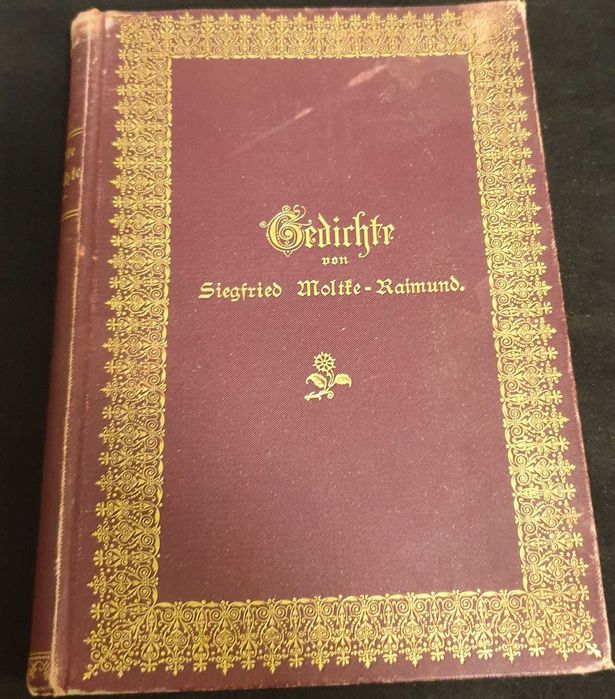 Gedichte
von
Siegfried Moltke-Raimund.